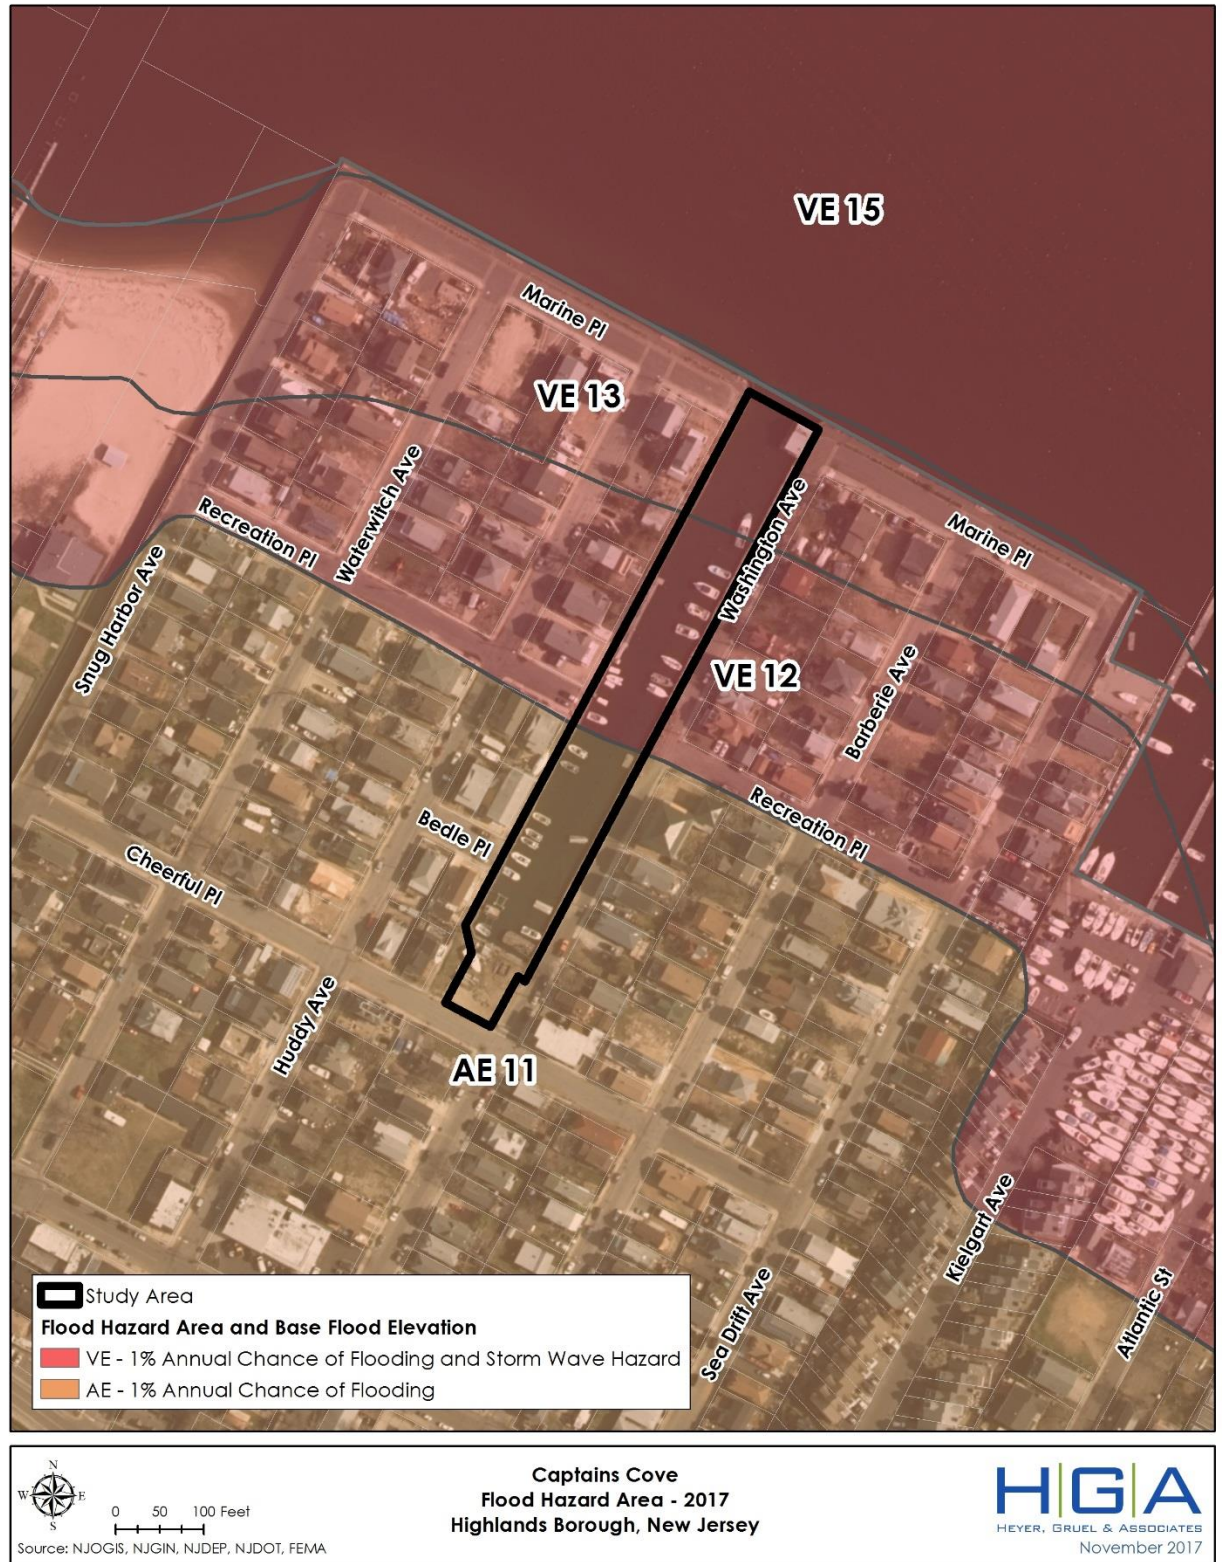 VE 15
Marine Pl
VE 13
Waterwitch Ave
Washington Ave
Marine Pl
Recreation Pl
Snug Harbor Ave
VE 12
Barberie Ave
Recreation Pl
Bedle Pl
Cheerful Pl
Huddy Ave
AE 11
Kielgart Ave
Sea Drift Ave
Atlantic St
Study Area
Flood Hazard Area and Base Flood Elevation
VE - 1% Annual Chance of Flooding and Storm Wave Hazard
AE - 1% Annual Chance of Flooding
N
W E
S
0 50 100 Feet
Source: NJOGIS, NJGIN, NJDEP, NJDOT, FEMA
Captains Cove
Flood Hazard Area - 2017
Highlands Borough, New Jersey
HGA
HEYER, GRUEL & ASSOCIATES
November 2017